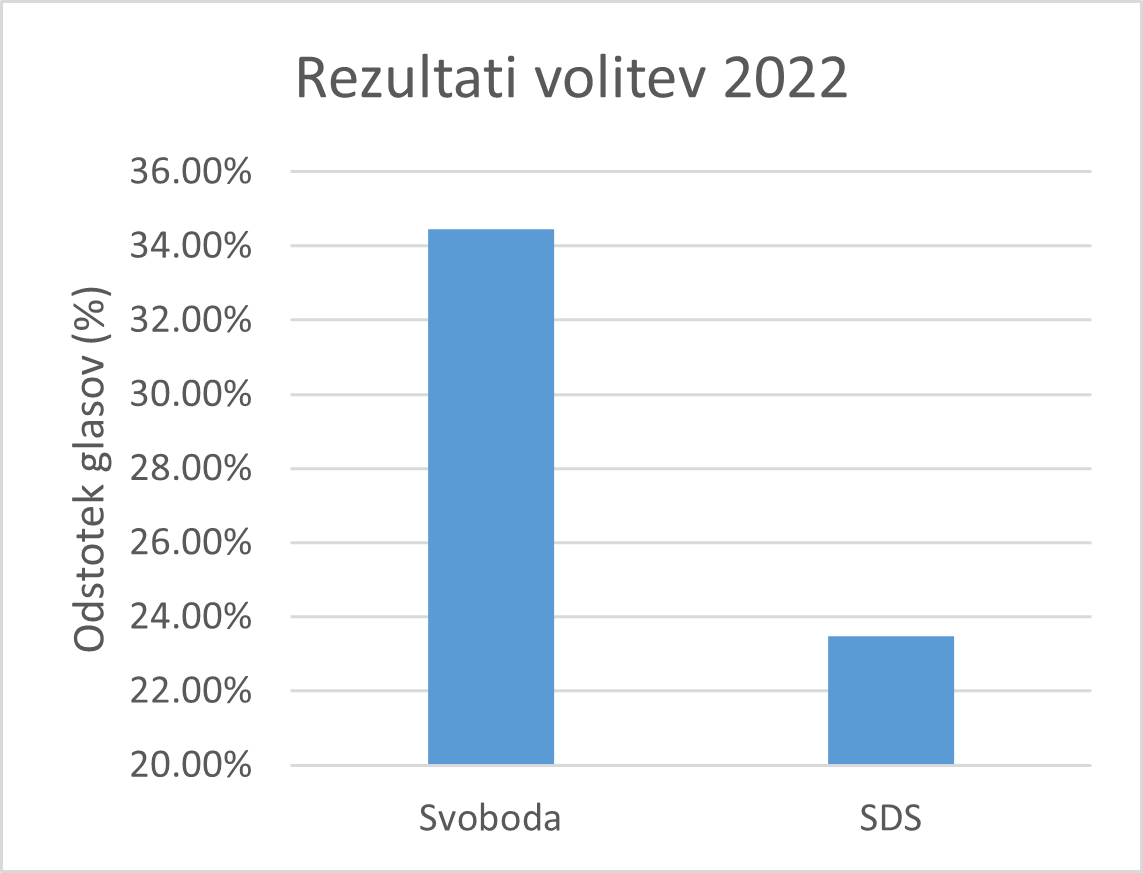 Rezultati volitev 2022
36.00%
34.00%
32.00%
30.00%
28.00%
26.00%
24.00%
22.00%
20.00%
Odstotek glasov (%)
Svoboda
SDS